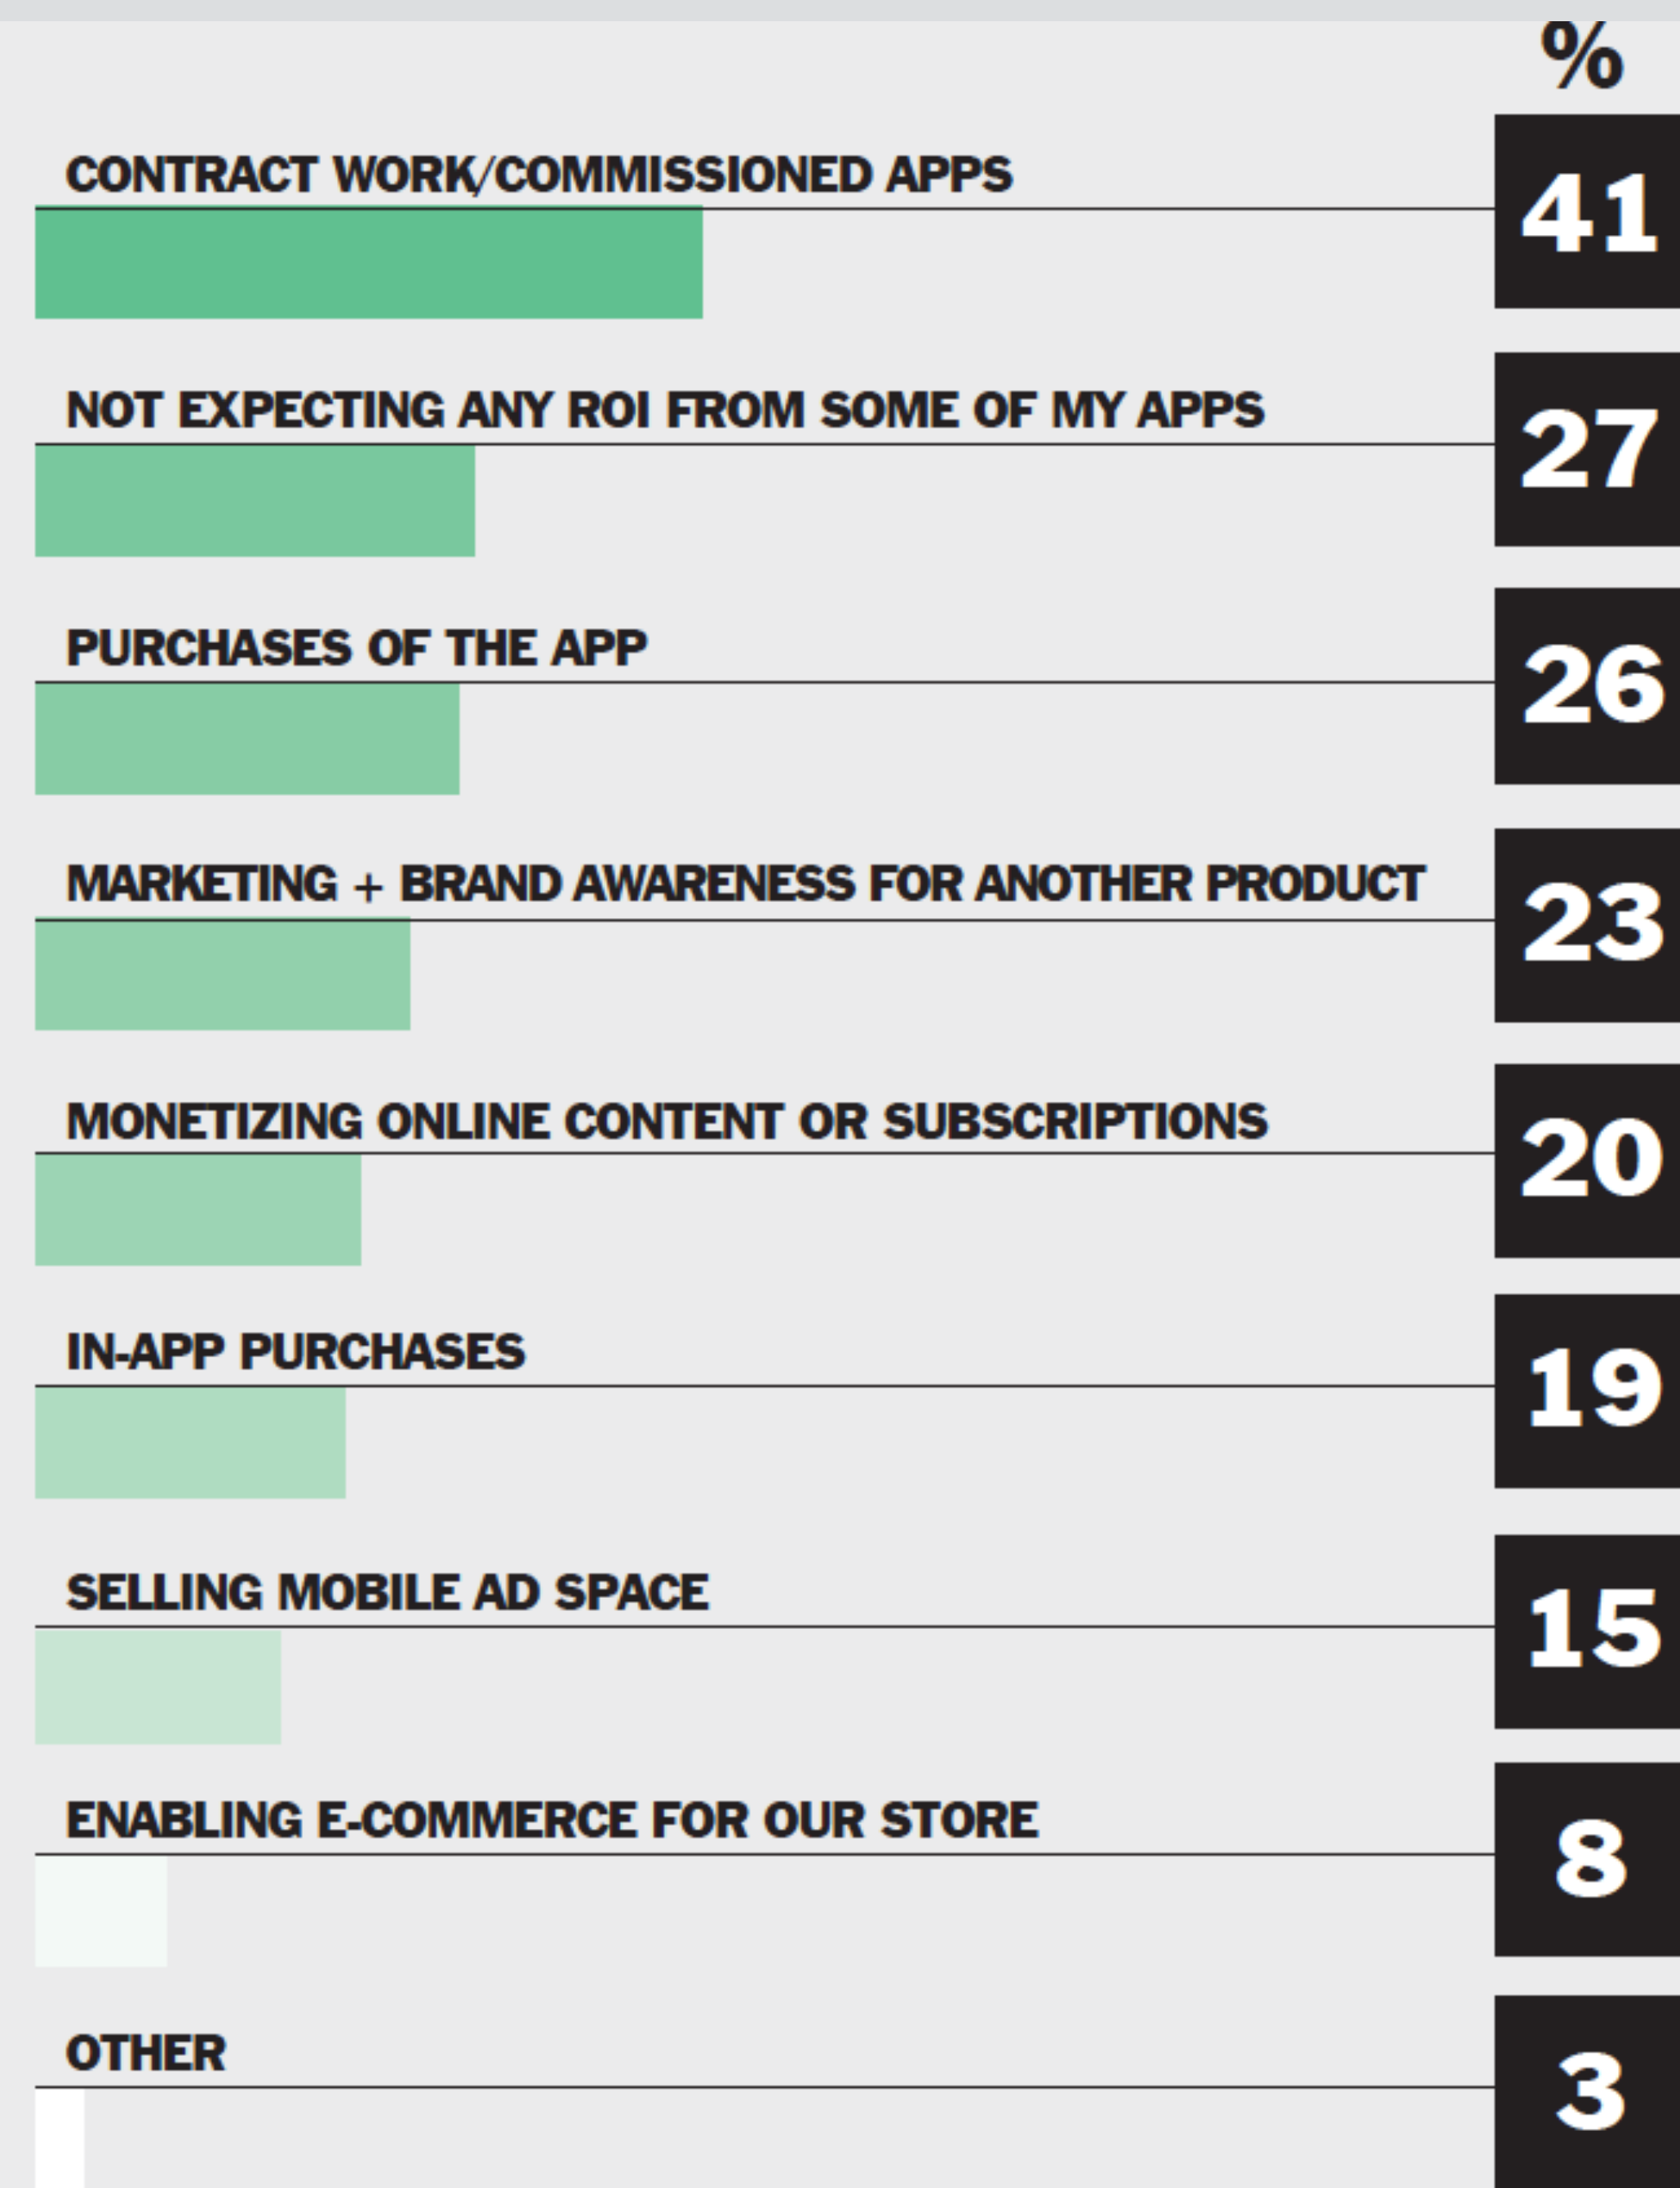 %
CONTRACT WORK/COMMISSIONED APPS
41
NOT EXPECTING ANY ROI FROM SOME OF MY APPS
27
PURCHASES OF THE APP
26
MARKETING + BRAND AWARENESS FOR ANOTHER PRODUCT
23
MONETIZING ONLINE CONTENT OR SUBSCRIPTIONS
20
IN-APP PURCHASES
19
SELLING MOBILE AD SPACE
15
ENABLING E-COMMERCE FOR OUR STORE
8
OTHER
3